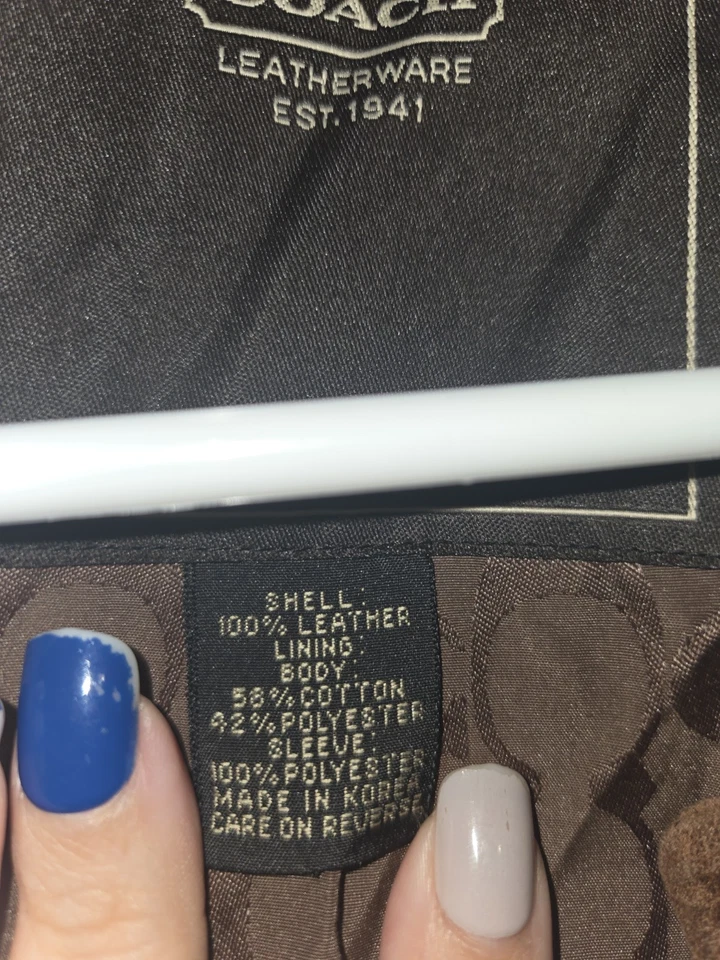 COACH
LEATHERWARE
EST. 1941
SHELL:
100% LEATHER
LINING:
BODY:
58% COTTON
42% POLYESTER
SLEEVE:
100% POLYESTER
MADE IN KOREA
CARE ON REVERSE